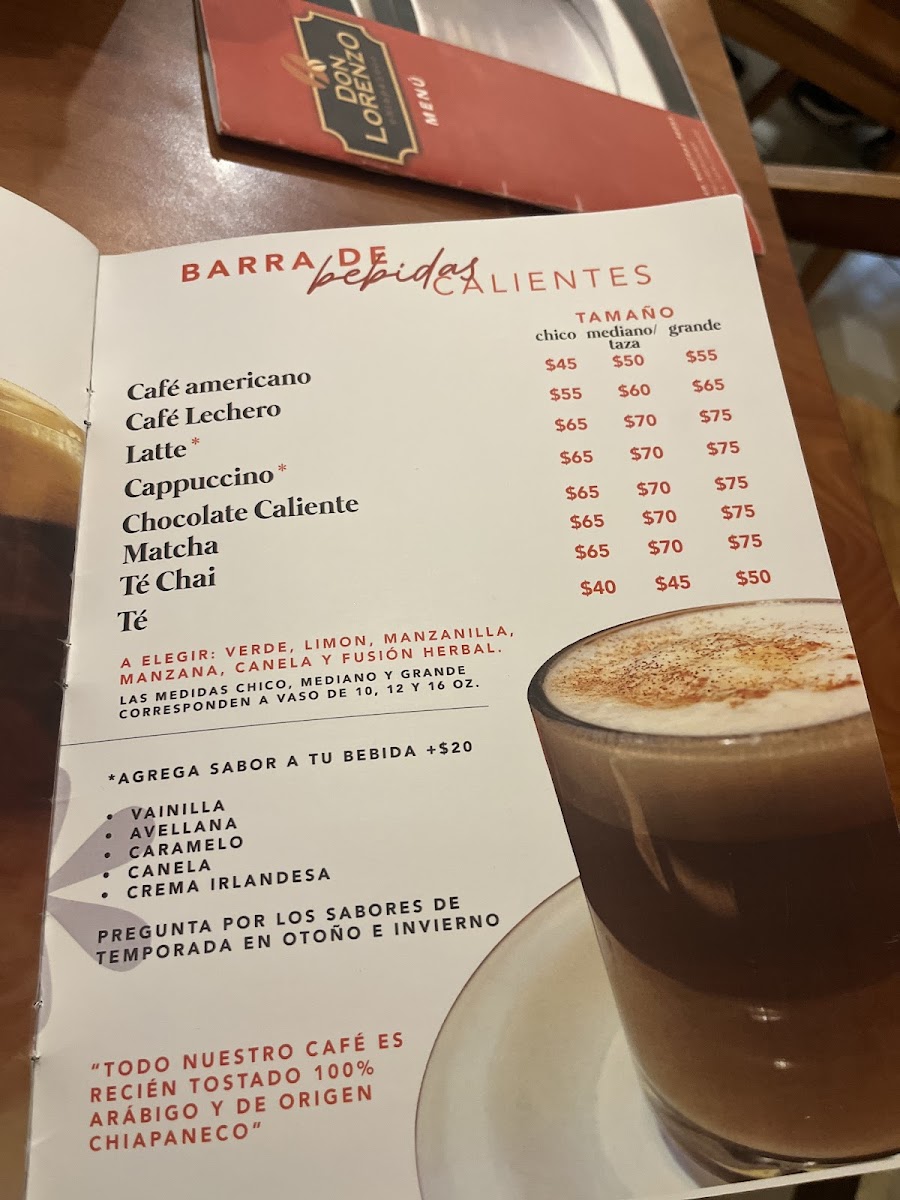 DON
LORENZO
MENÚ
BARRA DE
bebidas
CALIENTES
TAMAÑO
chico mediano/ grande
taza
Café americano $45 $50 $55
Café Lechero $55 $60 $65
Latte* $65 $70 $75
Cappuccino* $65 $70 $75
Chocolate Caliente $65 $70 $75
Matcha $65 $70 $75
Té Chai $65 $70 $75
Té $40 $45 $50
A ELEGIR: VERDE, LIMON, MANZANILLA,
MANZANA, CANELA Y FUSIÓN HERBAL.
LAS MEDIDAS CHICO, MEDIANO Y GRANDE
CORRESPONDEN A VASO DE 10, 12 Y 16 OZ.
*AGREGA SABOR A TU BEBIDA +$20
• VAINILLA
• AVELLANA
• CARAMELO
• CANELA
• CREMA IRLANDESA
PREGUNTA POR LOS SABORES DE
TEMPORADA EN OTOÑO E INVIERNO
“TODO NUESTRO CAFÉ ES
RECIÉN TOSTADO 100%
ARÁBIGO Y DE ORIGEN
CHIAPANECO”